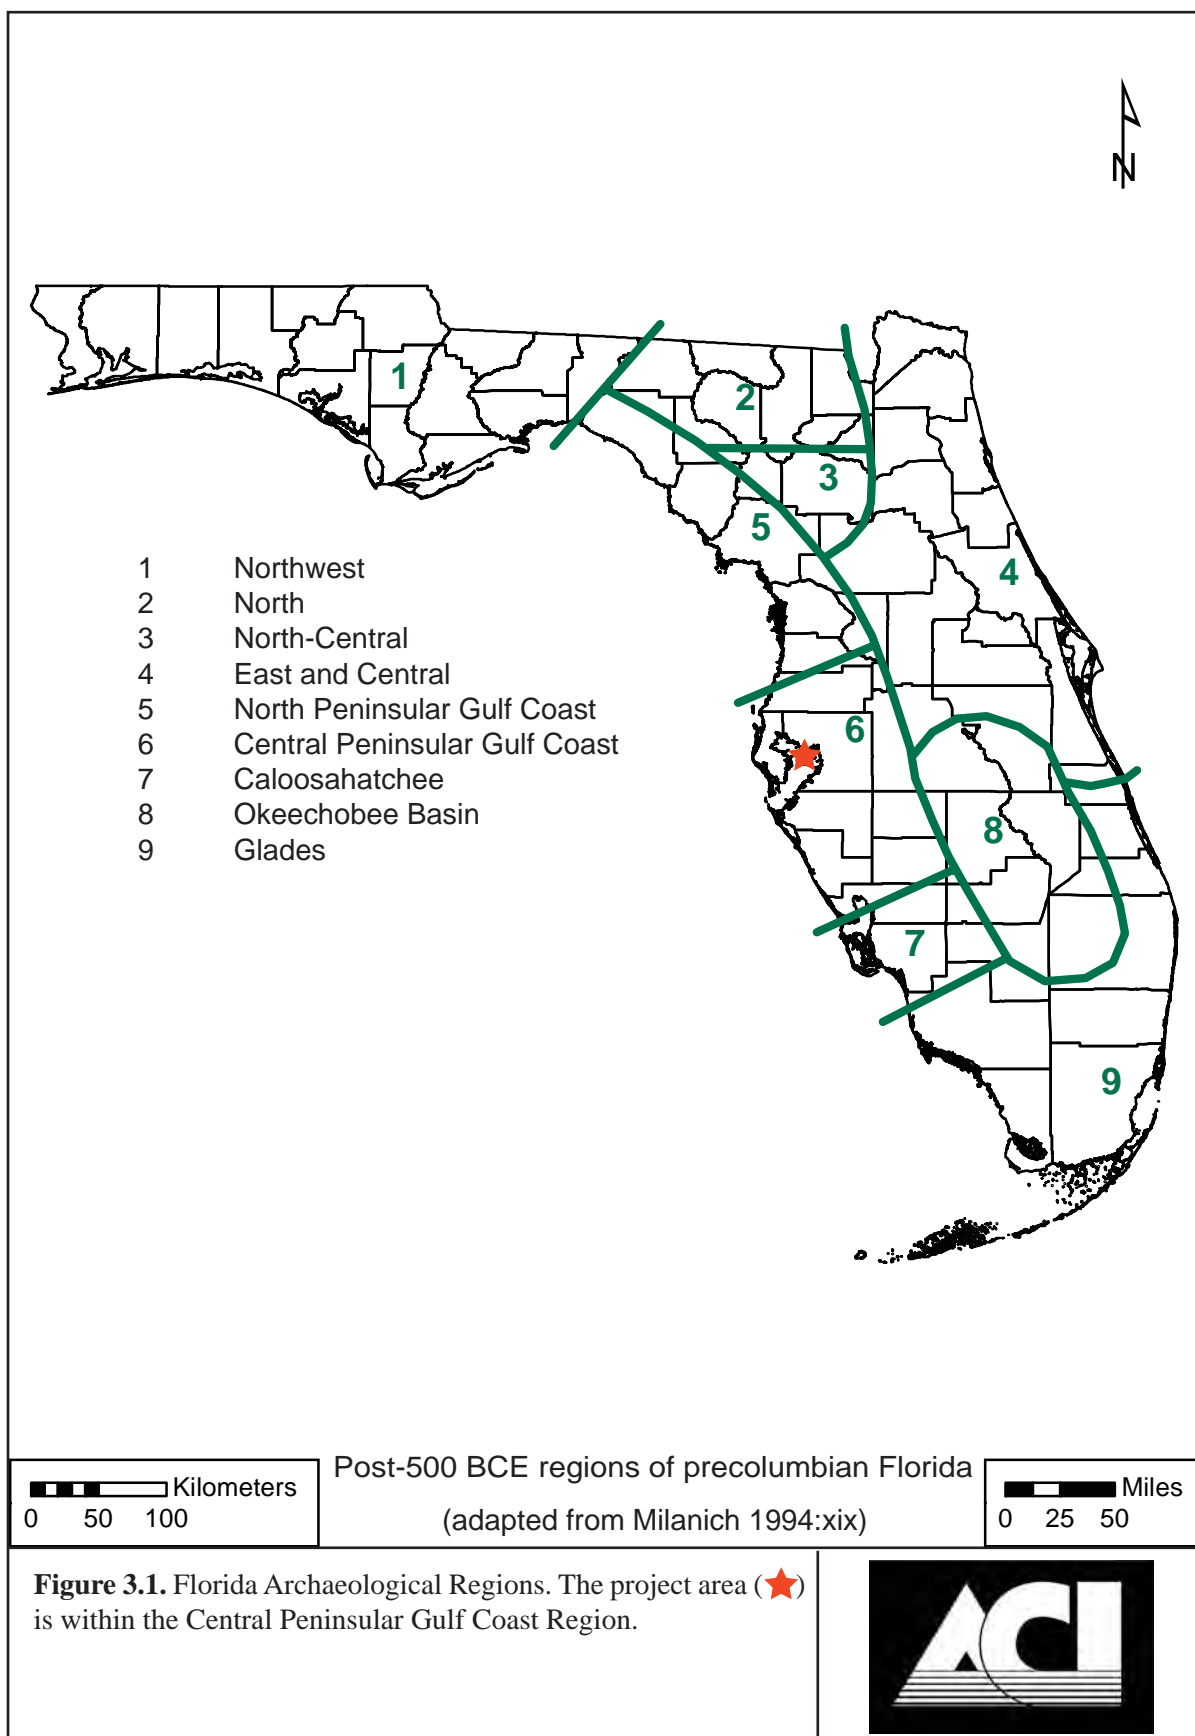 N
1
2
3
5
4
6
8
7
9
1 Northwest
2 North
3 North-Central
4 East and Central
5 North Peninsular Gulf Coast
6 Central Peninsular Gulf Coast
7 Caloosahatchee
8 Okeechobee Basin
9 Glades
Kilometers
0 50 100
Post-500 BCE regions of precolumbian Florida
(adapted from Milanich 1994:xix)
Miles
0 25 50
Figure 3.1. Florida Archaeological Regions. The project area (★)
is within the Central Peninsular Gulf Coast Region.
ACI